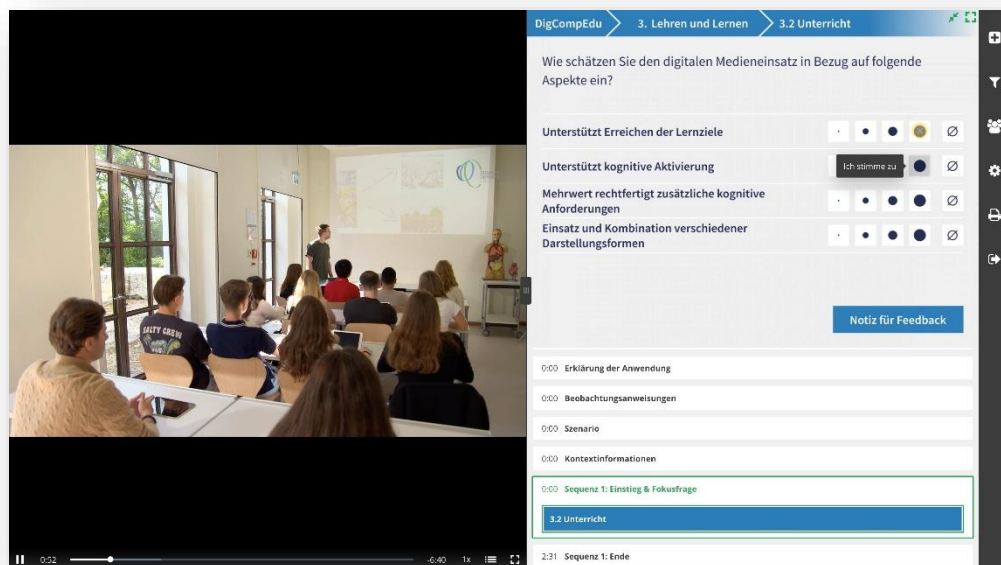 DigCompEdu
3. Lehren und Lernen
3.2 Unterricht
Wie schätzen Sie den digitalen Medieneinsatz in Bezug auf folgende
Aspekte ein?
Unterstützt Erreichen der Lernziele
Unterstützt kognitive Aktivierung
Ich stimme zu
Mehrwert rechtfertigt zusätzliche kognitive
Anforderungen
Einsatz und Kombination verschiedener
Darstellungsformen
Notiz für Feedback
0:00 Erklärung der Anwendung
0:00 Beobachtungsanweisungen
0:00 Szenario
0:00 Kontextinformationen
0:00 Sequenz 1: Einstieg & Fokusfrage
3.2 Unterricht
2:31 Sequenz 1: Ende
SALTY CREW
0:52
-6:40 1x